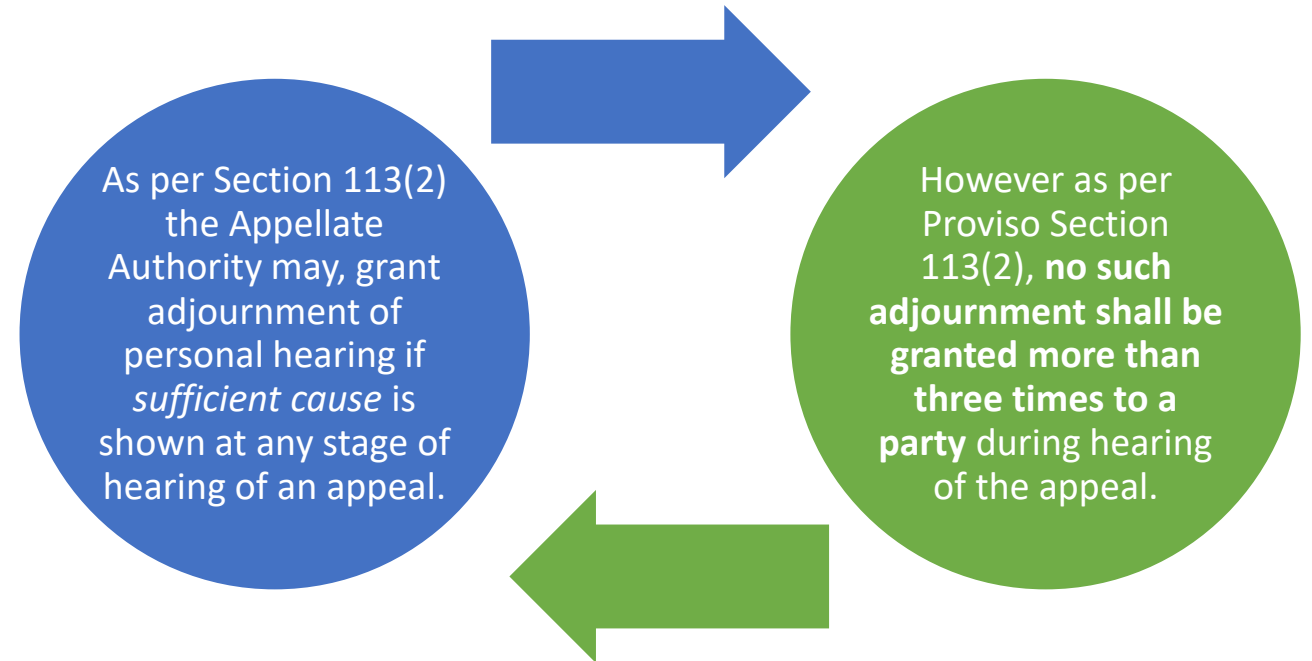 As per Section 113(2)
the Appellate
Authority may, grant
adjournment of
personal hearing if
sufficient cause is
shown at any stage of
hearing of an appeal.
However as per
Proviso Section
113(2), no such
adjournment shall be
granted more than
three times to a
party during hearing
of the appeal.